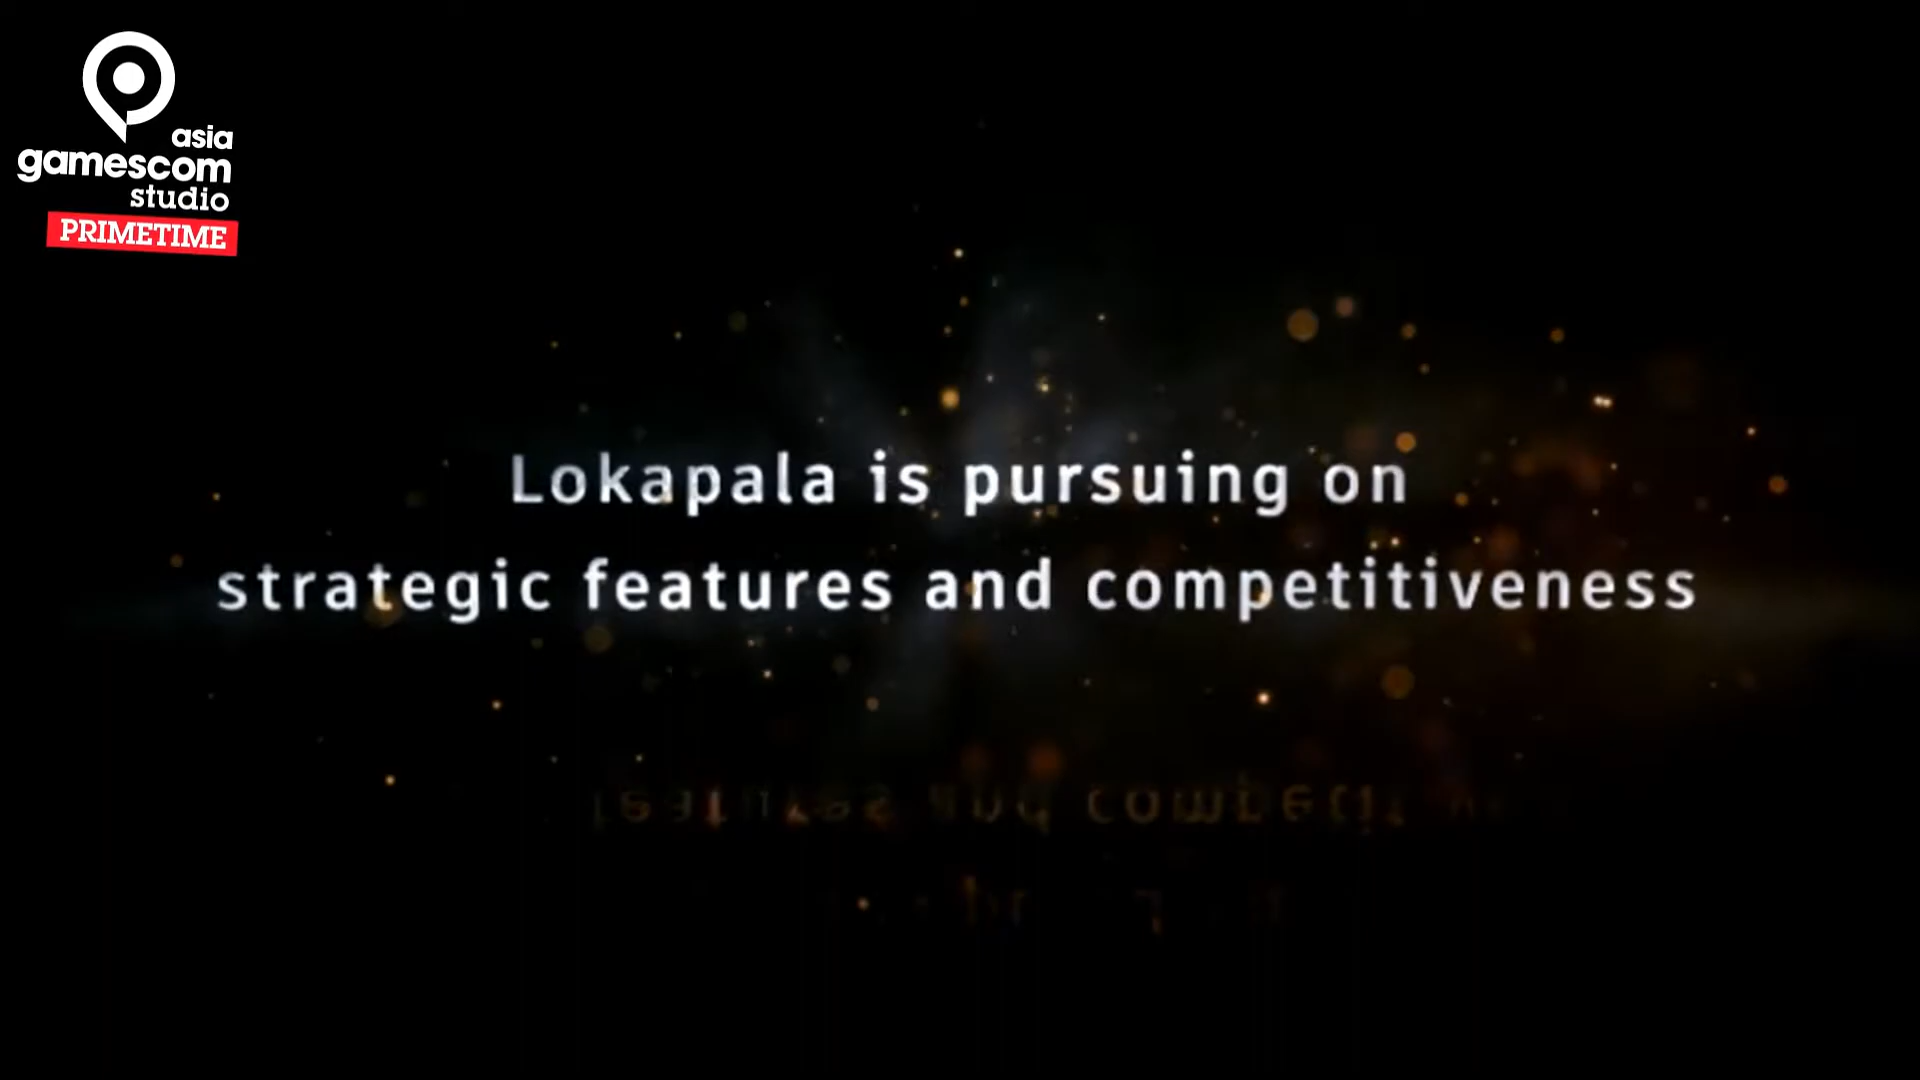 asia
gamescom
studio
PRIMETIME
Lokapala is pursuing on
strategic features and competitiveness